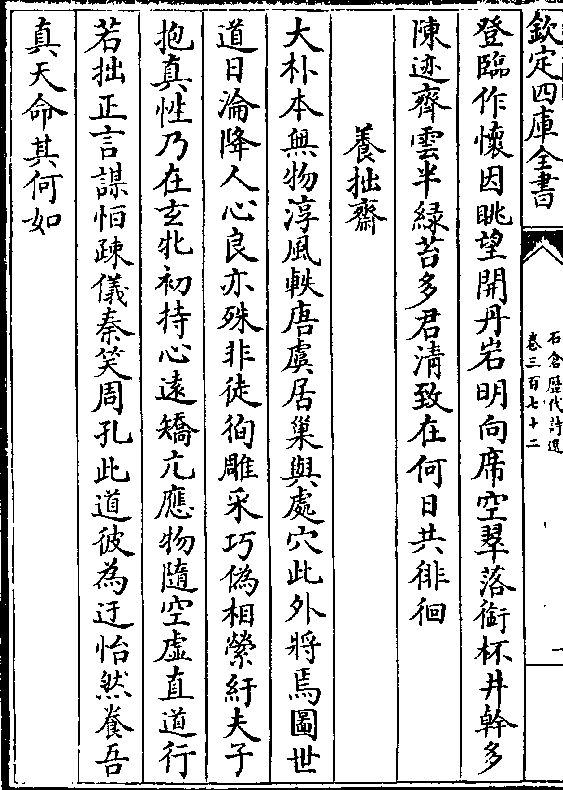 欽定四庫全書
石倉歴代詩選
卷三百七十二
登臨作懷因眺望開丹岩明向席空翠落銜杯井幹多
陳迹齊雲半緑苔多君清致在何日共徘徊
養拙齋
大朴本無物淳風軼唐虞居巢與處穴此外將焉圖世
道日淪降人心良亦殊非徒徇雕采巧偽相縈紆夫子
抱真性乃在玄牝初持心遠矯亢應物隨空虛直道行
若拙正言謀怕疎儀秦笑周孔此道彼為迂怡然養吾
真天命其何如